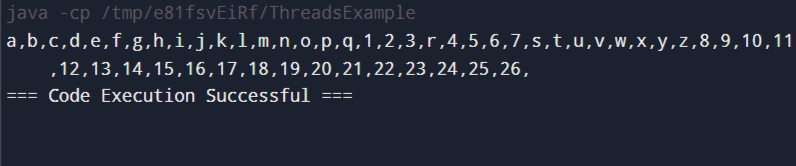 java -cp /tmp/e81fsvEiRf/ThreadsExample
a,b,c,d,e,f,g,h,i,j,k,l,m,n,o,p,q,1,2,3,r,4,5,6,7,s,t,u,v,w,x,y,z,8,9,10,11
,12,13,14,15,16,17,18,19,20,21,22,23,24,25,26,
=== Code Execution Successful ===